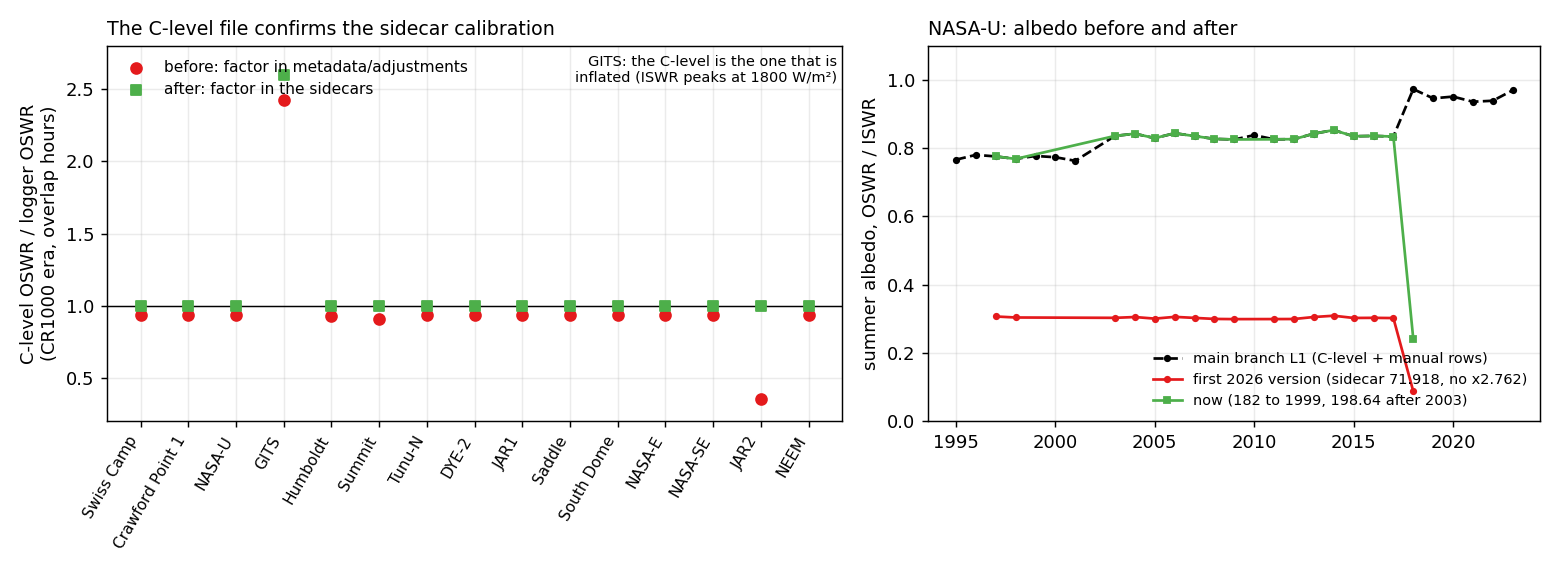 The C-level file confirms the sidecar calibration
C-level OSWR / logger OSWR
(CR1000 era, overlap hours)
2.5
2.0
1.5
1.0
0.5
before: factor in metadata/adjustments
after: factor in the sidecars
GITS: the C-level is the one that is
inflated (ISWR peaks at 1800 W/m²)
Swiss Camp
Crawford Point 1
NASA-U
GITS
Humboldt
Summit
Tunu-N
DYE-2
JAR1
Saddle
South Dome
NASA-E
NASA-SE
JAR2
NEEM
NASA-U: albedo before and after
summer albedo, OSWR / ISWR
1.0
0.8
0.6
0.4
0.2
0.0
main branch L1 (C-level + manual rows)
first 2026 version (sidecar 71.918, no x2.762)
now (182 to 1999, 198.64 after 2003)
1995
2000
2005
2010
2015
2020